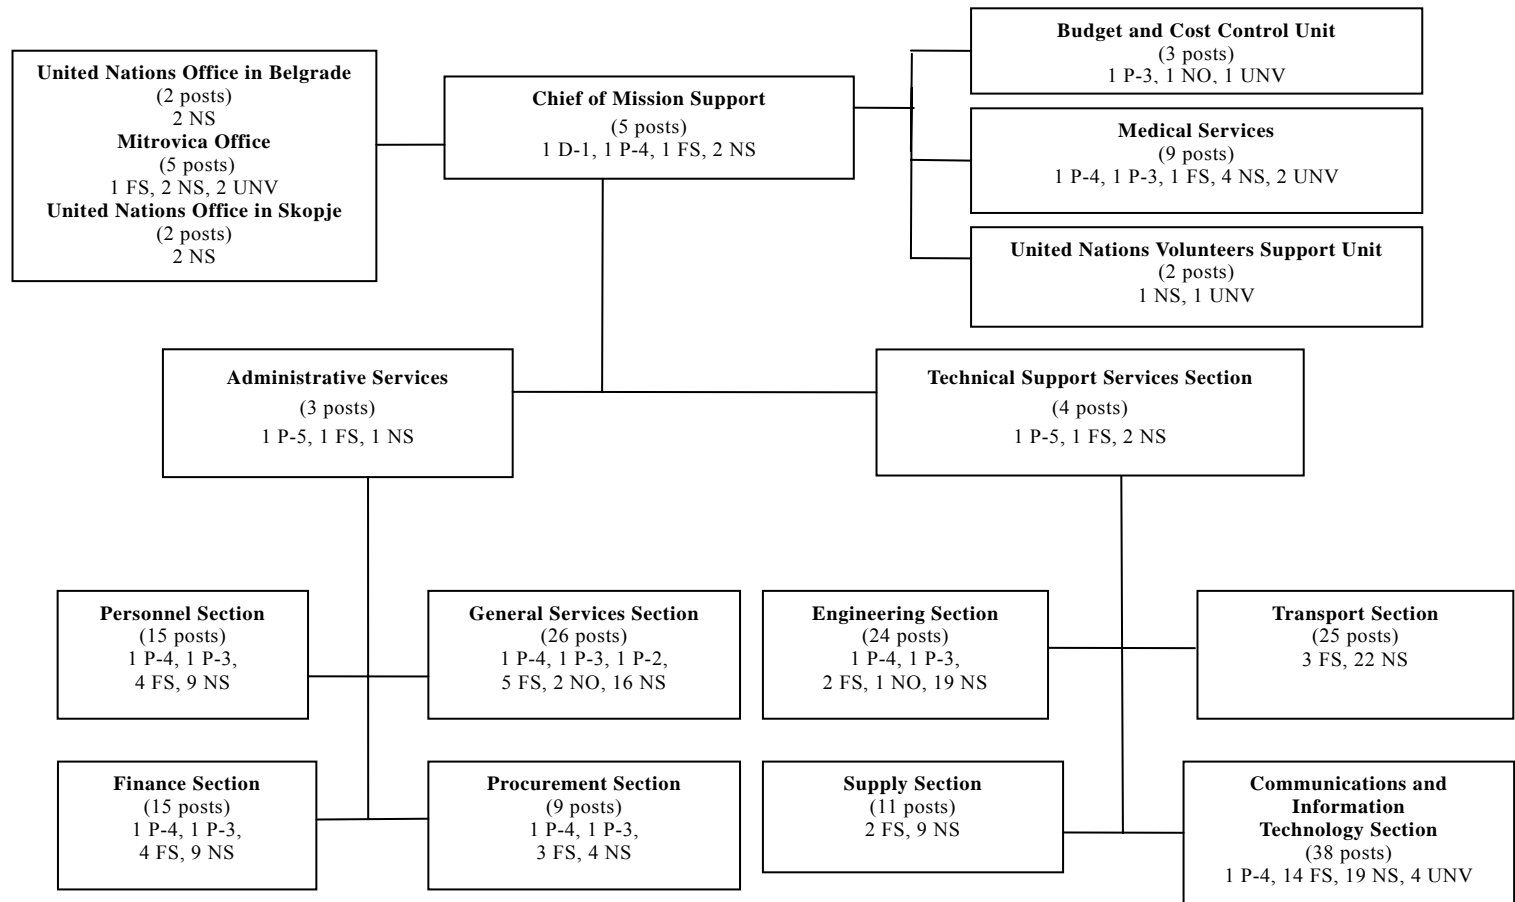 United Nations Office in Belgrade
(2 posts)
2 NS
Mitrovica Office
(5 posts)
1 FS, 2 NS, 2 UNV
United Nations Office in Skopje
(2 posts)
2 NS
Chief of Mission Support
(5 posts)
1 D-1, 1 P-4, 1 FS, 2 NS
Budget and Cost Control Unit
(3 posts)
1 P-3, 1 NO, 1 UNV
Medical Services
(9 posts)
1 P-4, 1 P-3, 1 FS, 4 NS, 2 UNV
United Nations Volunteers Support Unit
(2 posts)
1 NS, 1 UNV
Administrative Services
(3 posts)
1 P-5, 1 FS, 1 NS
Technical Support Services Section
(4 posts)
1 P-5, 1 FS, 2 NS
Personnel Section
(15 posts)
1 P-4, 1 P-3,
4 FS, 9 NS
General Services Section
(26 posts)
1 P-4, 1 P-3, 1 P-2,
5 FS, 2 NO, 16 NS
Engineering Section
(24 posts)
1 P-4, 1 P-3,
2 FS, 1 NO, 19 NS
Transport Section
(25 posts)
3 FS, 22 NS
Finance Section
(15 posts)
1 P-4, 1 P-3,
4 FS, 9 NS
Procurement Section
(9 posts)
1 P-4, 1 P-3,
3 FS, 4 NS
Supply Section
(11 posts)
2 FS, 9 NS
Communications and
Information
Technology Section
(38 posts)
1 P-4, 14 FS, 19 NS, 4 UNV